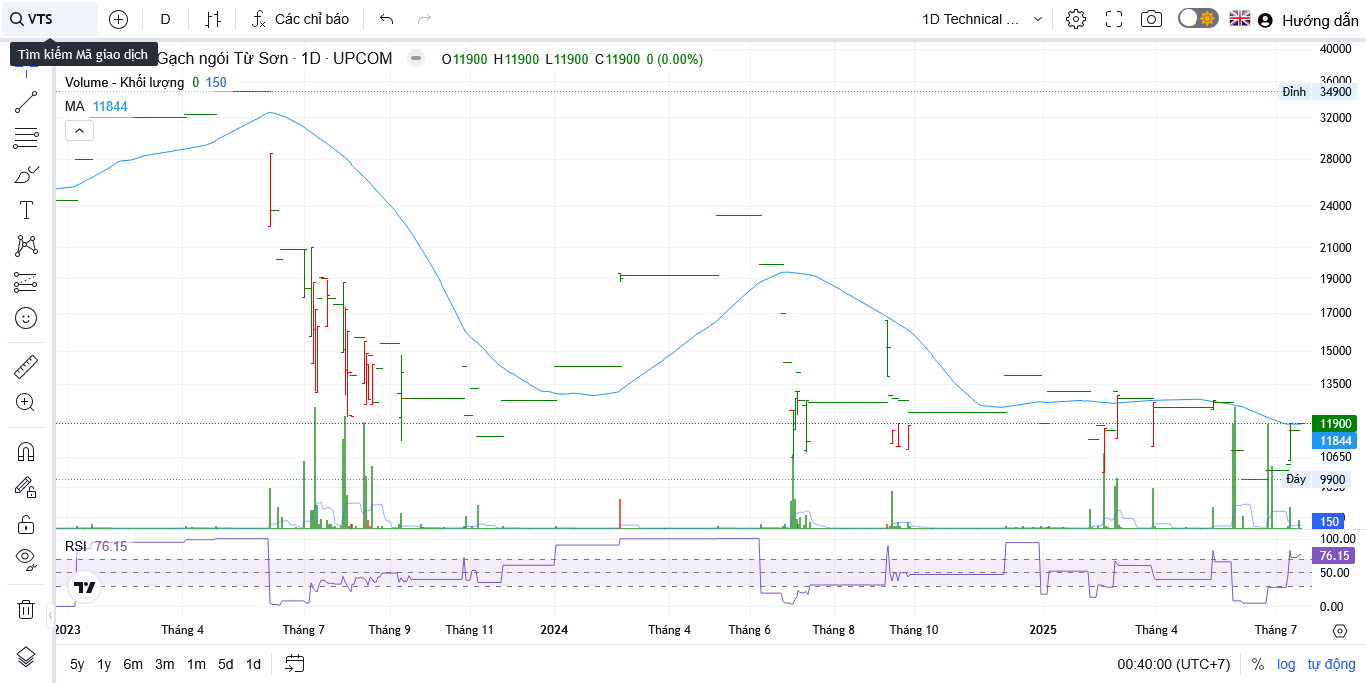 VTS
D
Các chỉ báo
1D Technical ...
Hướng dẫn
Tìm kiếm Mã giao dịch
Gạch ngói Từ Sơn · 1D · UPCOM
O11900 H11900 L11900 C11900 0 (0.00%)
Volume - Khối lượng 0 150
MA 11844
40000
36000
Đỉnh 34900
32000
28000
24000
21000
19000
17000
15000
13500
11900
11844
10650
Đáy 9900
150
RSI 76.15
100.00
76.15
50.00
0.00
2023 Tháng 4 Tháng 7 Tháng 9 Tháng 11 2024 Tháng 4 Tháng 6 Tháng 8 Tháng 10 2025 Tháng 4 Tháng 7
5y 1y 6m 3m 1m 5d 1d
00:40:00 (UTC+7) % log tự động